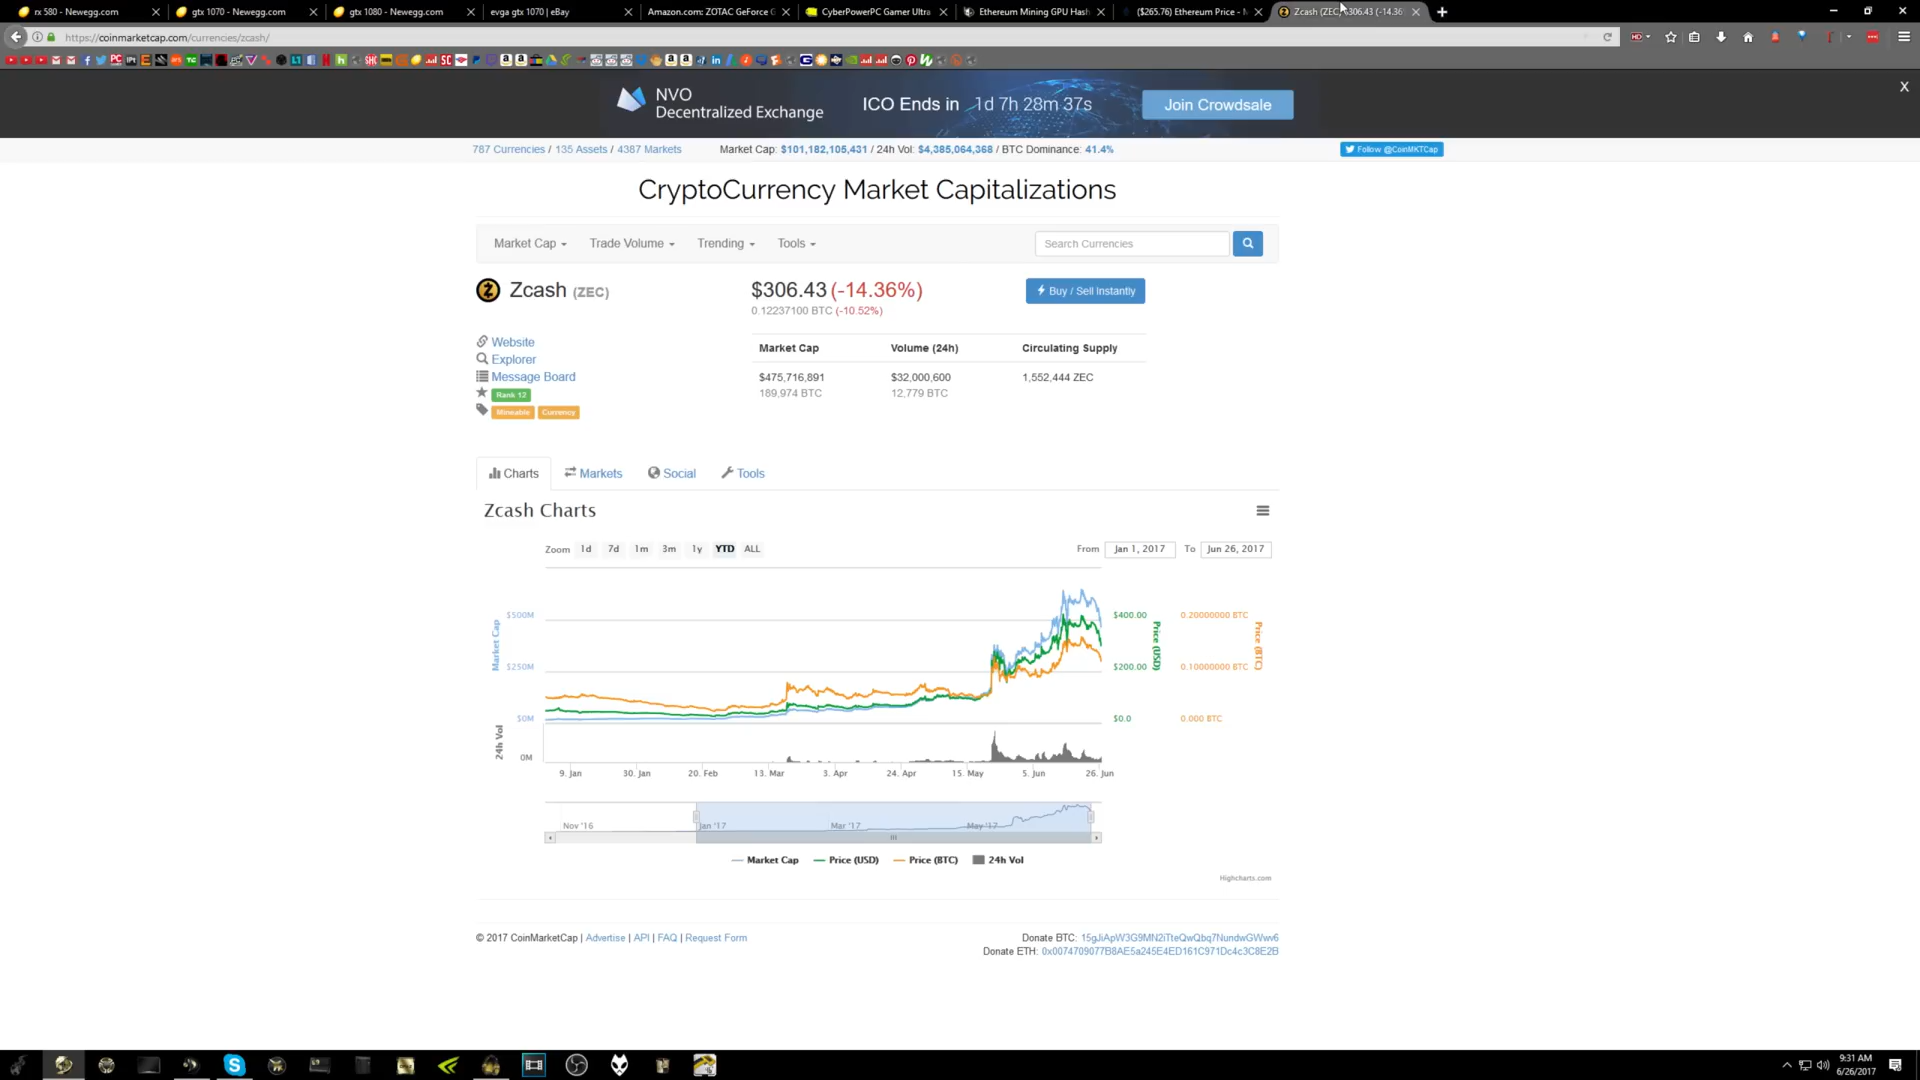 rx 580 - Newegg.com
gtx 1070 - Newegg.com
gtx 1080 - Newegg.com
evga gtx 1070 | eBay
Amazon.com: ZOTAC GeForce G
CyberPowerPC Gamer Ultra
Ethereum Mining GPU Hash
($265.76) Ethereum Price - M
Zcash (ZEC) $306.43 (-14.36
https://coinmarketcap.com/currencies/zcash/
NVO
Decentralized Exchange
ICO Ends in 1d 7h 28m 37s
Join Crowdsale
X
787 Currencies / 135 Assets / 4387 Markets
Market Cap: $101,182,105,431 / 24h Vol: $4,385,064,368 / BTC Dominance: 41.4%
Follow @CoinMKTCap
CryptoCurrency Market Capitalizations
Market Cap
Trade Volume
Trending
Tools
Search Currencies
Zcash (ZEC)
$306.43 (-14.36%)
0.12237100 BTC (-10.52%)
Buy / Sell Instantly
Website
Explorer
Message Board
Rank 12
Mineable Currency
Market Cap Volume (24h) Circulating Supply
$475,716,891 $32,000,600 1,552,444 ZEC
189,974 BTC 12,779 BTC
Charts Markets Social Tools
Zcash Charts
Zoom 1d 7d 1m 3m 1y YTD ALL
From Jan 1, 2017 To Jun 26, 2017
$500M
$250M
$0M
Market Cap
$400.00
$200.00
$0.0
Price (USD)
0.20000000 BTC
0.10000000 BTC
0.000 BTC
Price (BTC)
24h Vol
0M
9. Jan 30. Jan 20. Feb 13. Mar 3. Apr 24. Apr 15. May 5. Jun 26. Jun
Nov '16 Jan '17 Mar '17 May '17
Market Cap Price (USD) Price (BTC) 24h Vol
Highcharts.com
© 2017 CoinMarketCap | Advertise | API | FAQ | Request Form
Donate BTC: 15gJiApW3G9MN2iTteQwQbq7NundwGWwv6
Donate ETH: 0x0074709077B8AE5a245E4ED161C971Dc4c3C8E2B
9:31 AM
6/26/2017